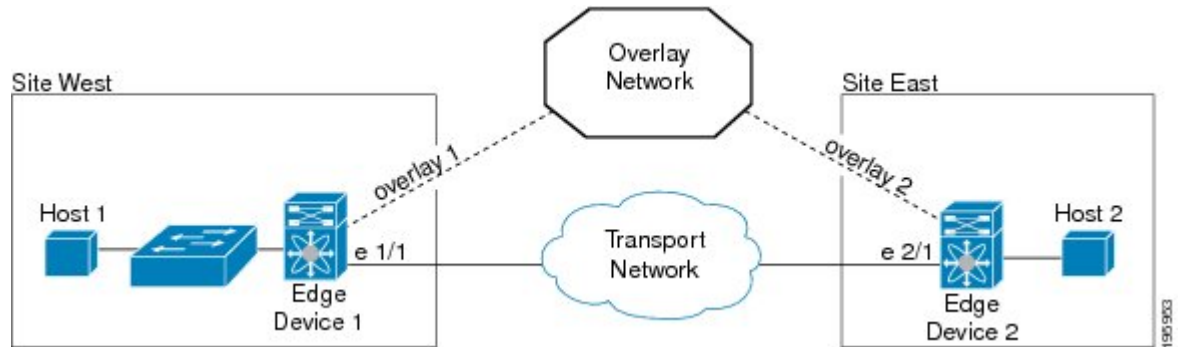 Overlay
Network
Site West
Site East
overlay 1
overlay 2
Host 1
Host 2
Transport
Network
e 1/1
e 2/1
Edge
Device 1
Edge
Device 2